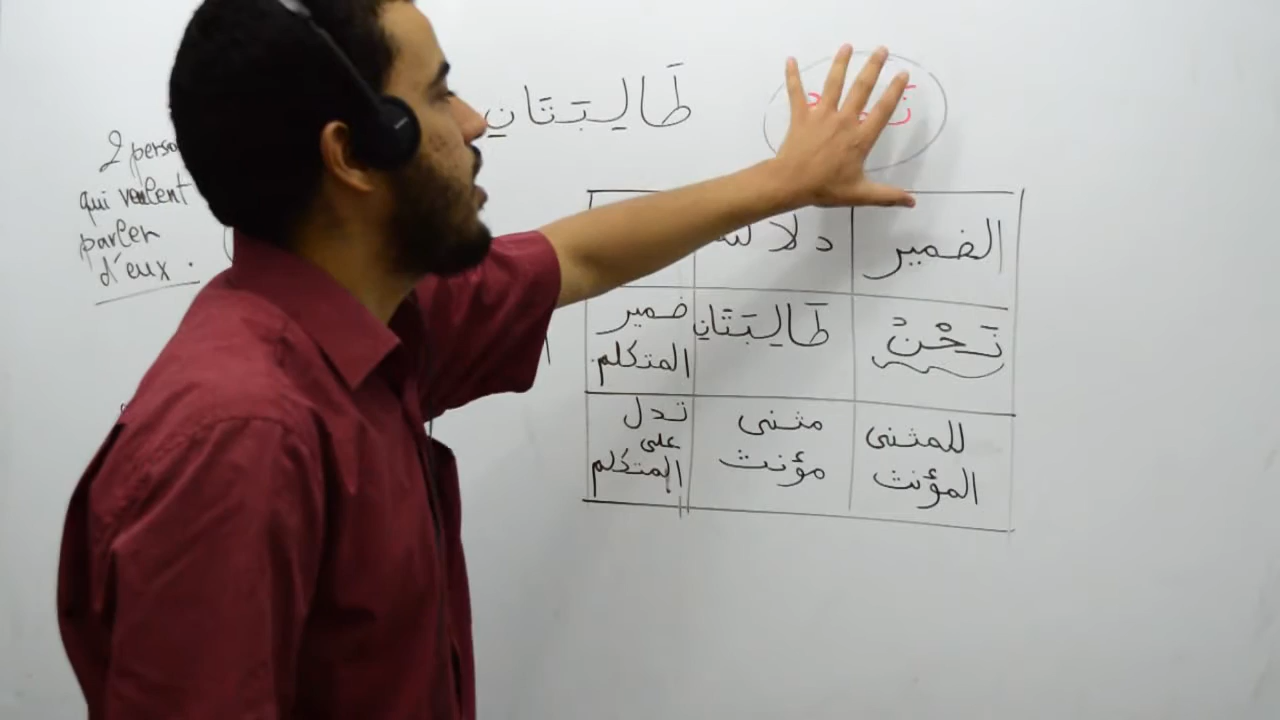 طَالِبَتَانِ
2
qui veulent
parler
d'eux.
الضمير
نَحْنُ
طَالِبَتَانِ
ضمير
المتكلم
للمثنى
المؤنث
مثنى
مؤنث
تدل
على
المتكلم